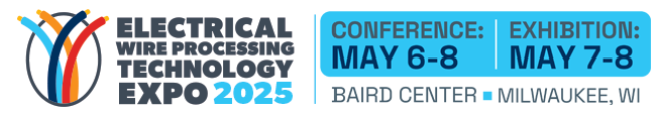 ELECTRICAL
WIRE PROCESSING
TECHNOLOGY
EXPO 2025
CONFERENCE:
MAY 6-8
EXHIBITION:
MAY 7-8
BAIRD CENTER ▪ MILWAUKEE, WI